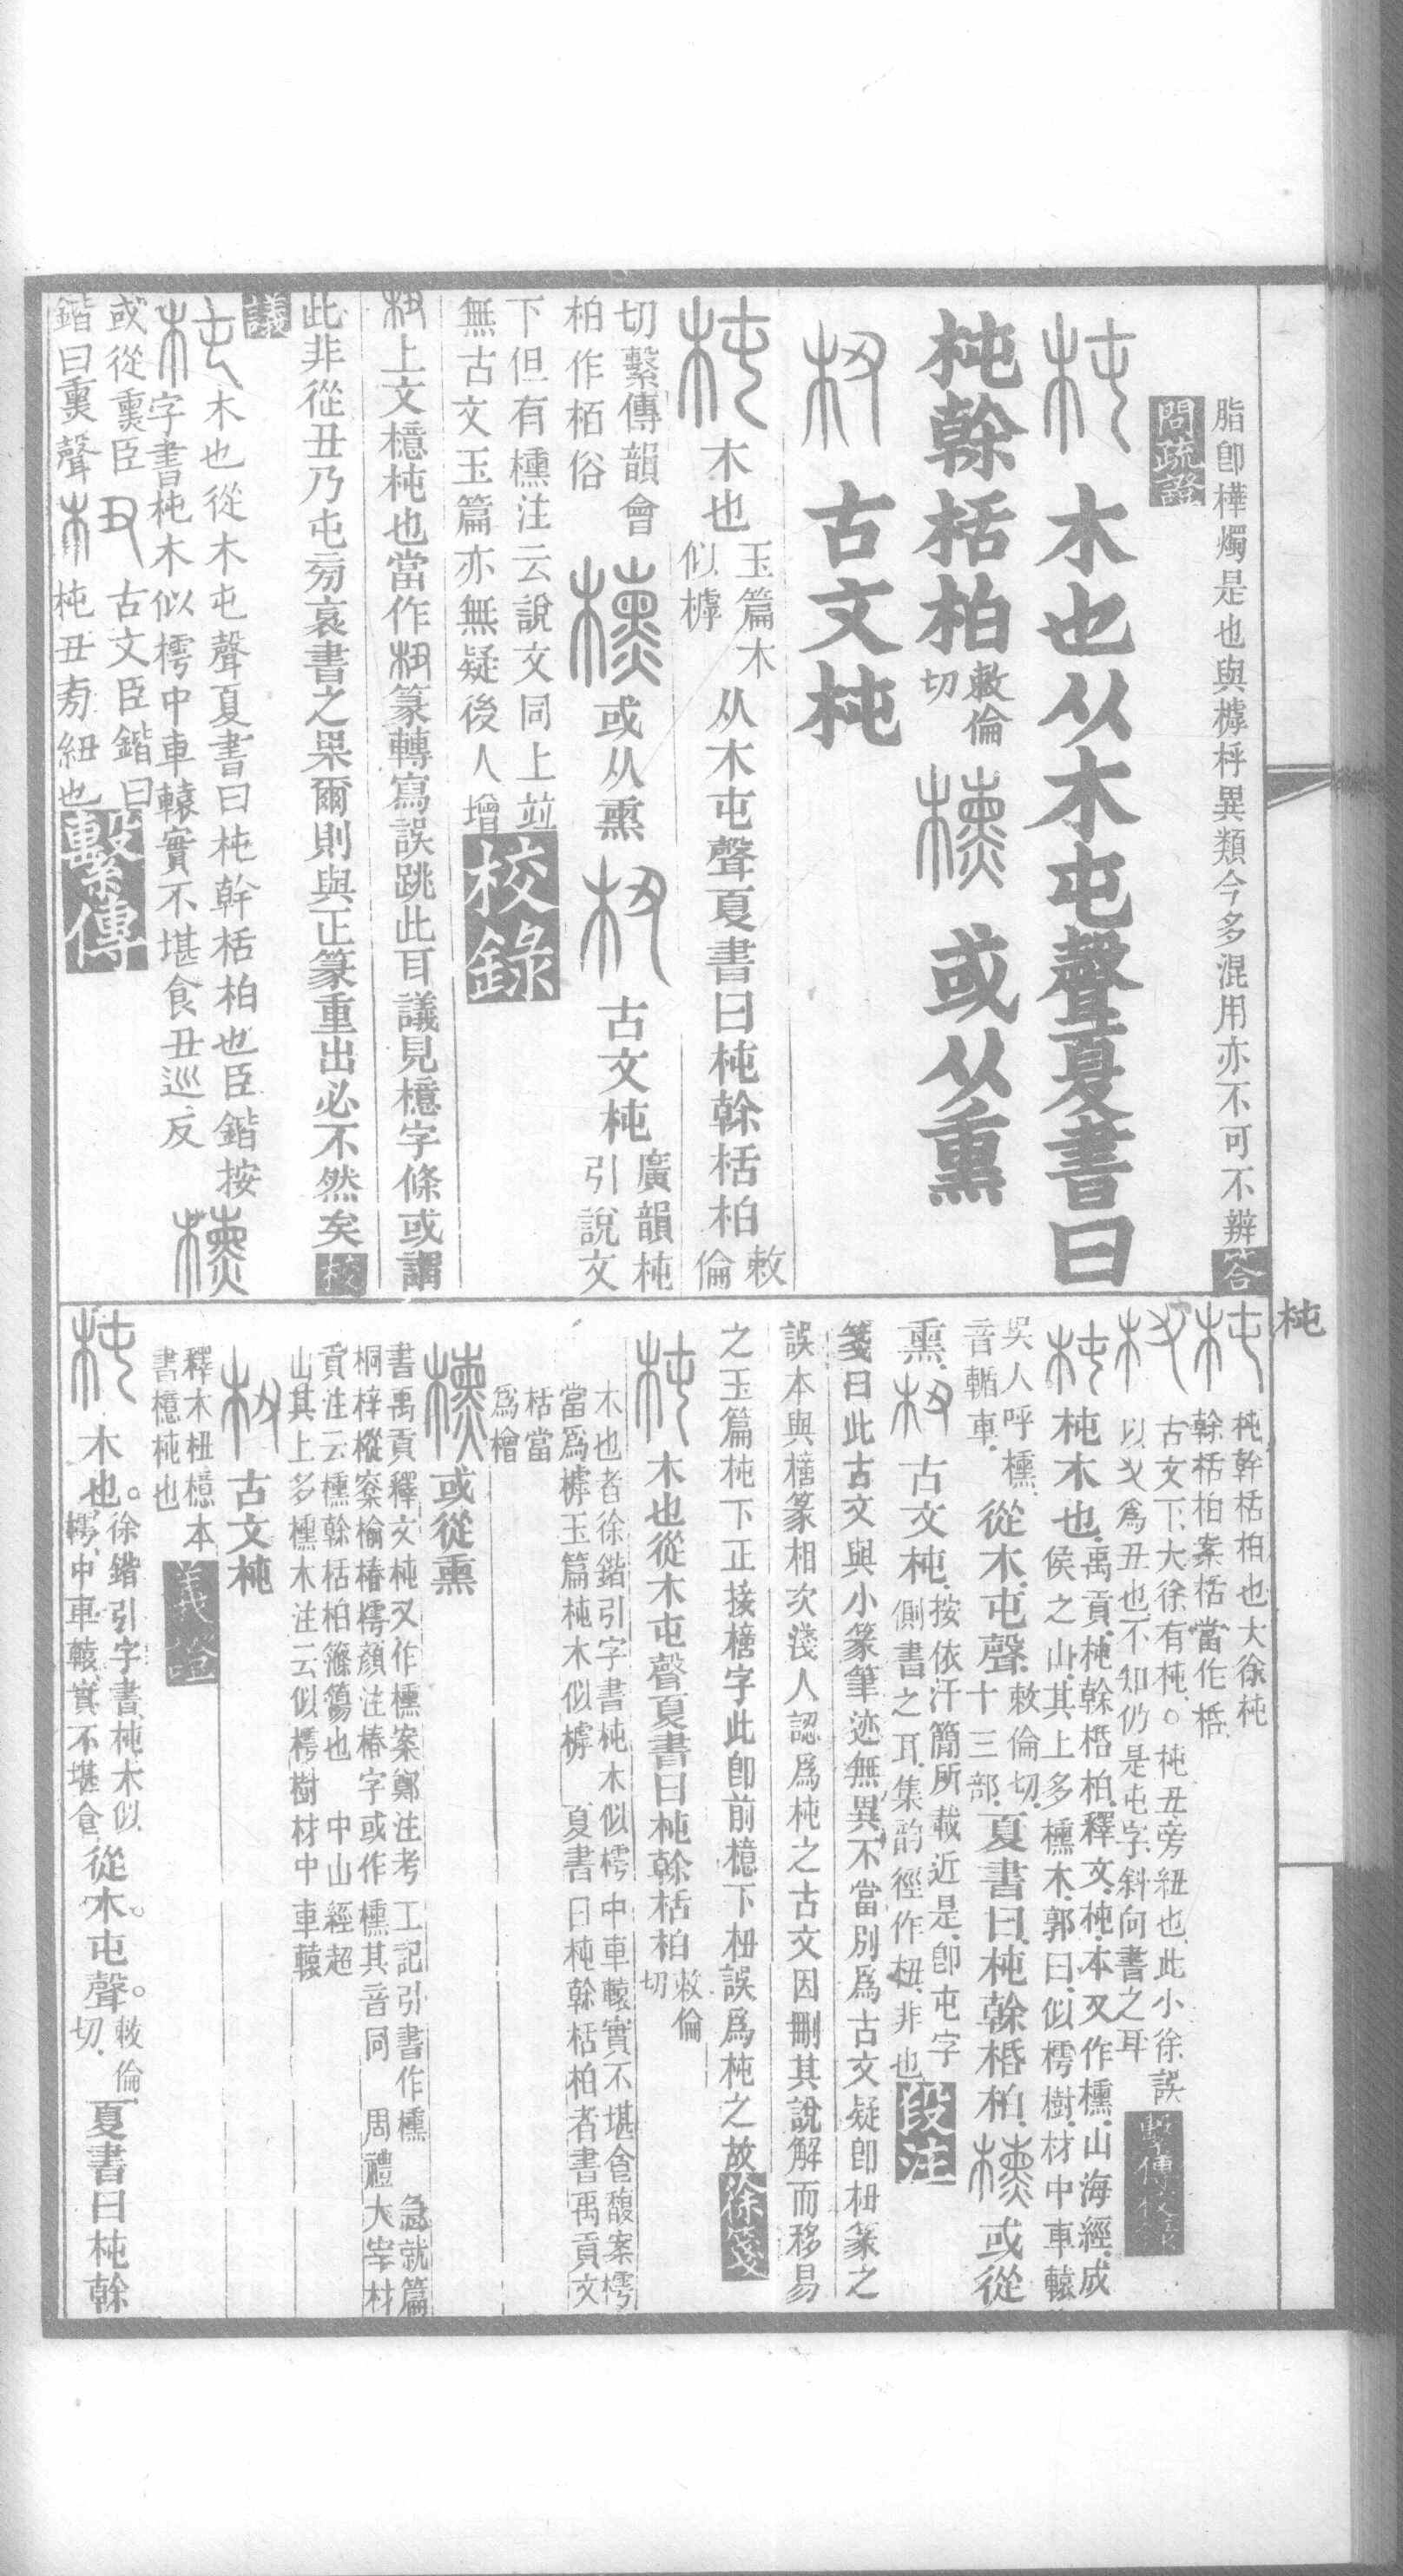 脂卽樺燭是也與樗枰異類今多混用亦不可不辨答
問疏證
杶 木也从木屯聲夏書曰
杶榦栝柏敕倫切 櫄 或从熏
杻 古文杶
杶 木也玉篇木似樗从木屯聲夏書曰杶榦栝柏敕倫
切繫傳韻會柏作栢俗 櫄 或从熏 杻 古文杶廣韻杶引說文
下但有櫄注云說文同上並無古文玉篇亦無疑後人增校錄
杻上文檍杶也當作杻篆轉寫誤跳此耳議見檍字條或謂
此非從丑乃屯㫄衺書之果爾則與正篆重出必不然矣校
議
杶木也從木屯聲夏書曰杶幹栝柏也臣鍇按字書杶木似樗中車轅實不堪食丑巡反 櫄
或從熏臣鍇曰熏聲 杻 古文臣鍇曰杶丑㫄紐也繫傳
杶
杶 杶幹栝柏也大徐杶榦栝柏案栝當作桰
杻 古文下大徐有杶○杶丑旁紐也此小徐誤以㕚爲丑也不知仍是屯字斜向書之耳 繫傳校錄
杶 杶木也禹貢杶榦桰柏釋文杶本又作櫄山海經成侯之山其上多櫄木郭曰似樗樹材中車轅
吳人呼櫄音輴車從木屯聲敕倫切十三部夏書曰杶榦桰柏 櫄 或從
熏 杻 古文杶按依汗簡所載近是卽屯字側書之耳集韵徑作杻非也段注
箋曰此古文與小篆筆迹無異不當別爲古文疑卽杻篆之
誤本與橁篆相次淺人認爲杶之古文因刪其說解而移易
之玉篇杶下正接橁字此卽前檍下杻誤爲杶之故徐箋
杶 木也從木屯聲夏書曰杶榦栝柏敕倫切
木也者徐鍇引字書杶木似樗中車轅實不堪食馥案樗當爲樗玉篇杶木似樗 夏書曰杶榦栝柏者書禹貢文
栝當爲檜
櫄 或從熏
書禹貢釋文杶又作櫄案鄭注考工記引書作櫄 急就篇桐梓樅㮨榆椿樗顏注椿字或作櫄其音同 周禮大宰材
貢注云櫄榦栝柏篠簜也 中山經超山其上多櫄木注云似樗樹材中車轅
杻 古文杶
釋木杻檍本書檍杶也義證
杶 木也。徐鍇引字書杶木似樗中車轅實不堪食 從木。屯聲。敕倫切 夏書曰杶榦